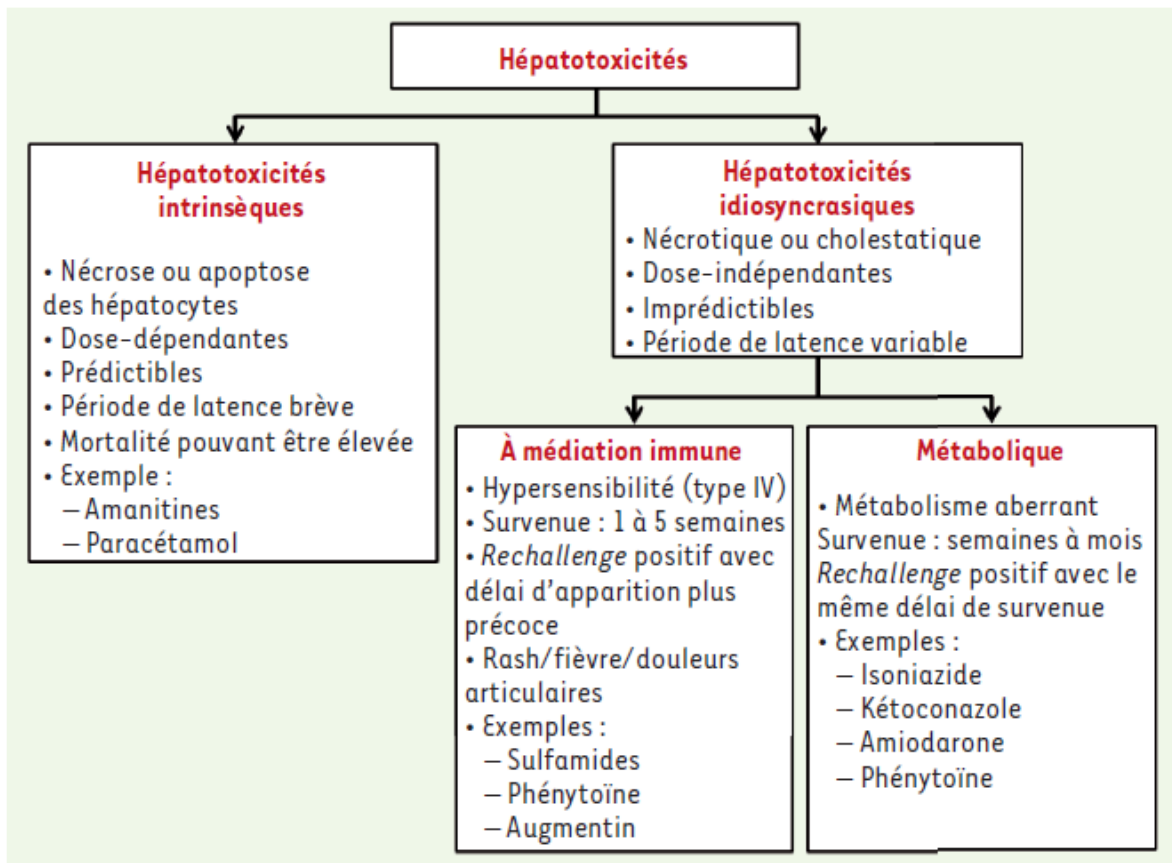 Hépatotoxicités
Hépatotoxicités
intrinsèques
• Nécrose ou apoptose
des hépatocytes
• Dose-dépendantes
• Prédictibles
• Période de latence brève
• Mortalité pouvant être élevée
• Exemple :
– Amanitines
– Paracétamol
Hépatotoxicités
idiosyncrasiques
• Nécrotique ou cholestatique
• Dose-indépendantes
• Imprédictibles
• Période de latence variable
À médiation immune
• Hypersensibilité (type IV)
• Survenue : 1 à 5 semaines
• Rechallenge positif avec
délai d'apparition plus
précoce
• Rash/fièvre/douleurs
articulaires
• Exemples :
– Sulfamides
– Phénytoïne
– Augmentin
Métabolique
• Métabolisme aberrant
Survenue : semaines à mois
Rechallenge positif avec le
même délai de survenue
• Exemples :
– Isoniazide
– Kétoconazole
– Amiodarone
– Phénytoïne